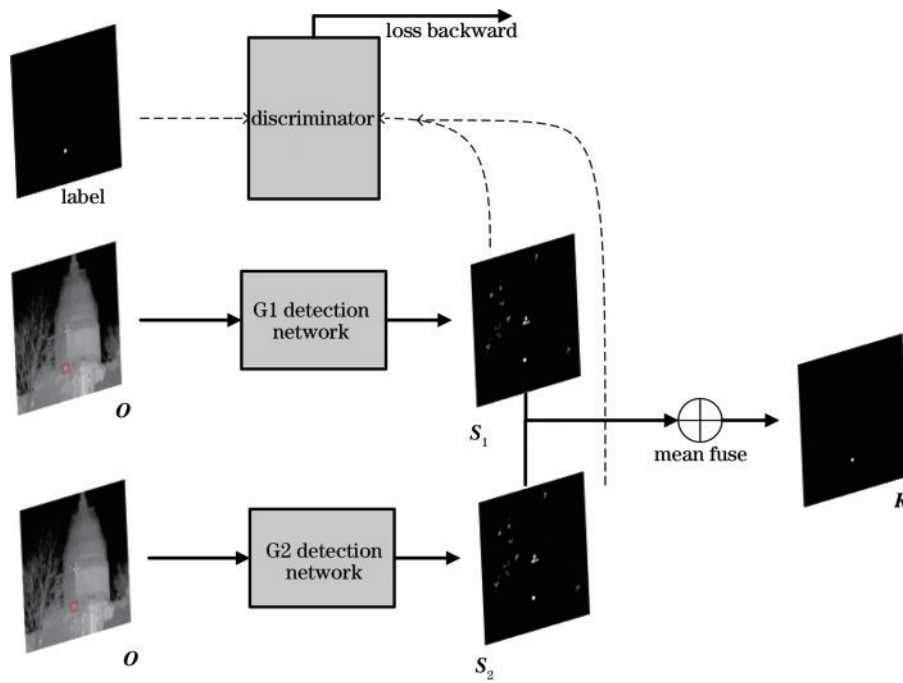 loss backward
discriminator
label
G1 detection
network
O
S1
mean fuse
G2 detection
network
O
S2